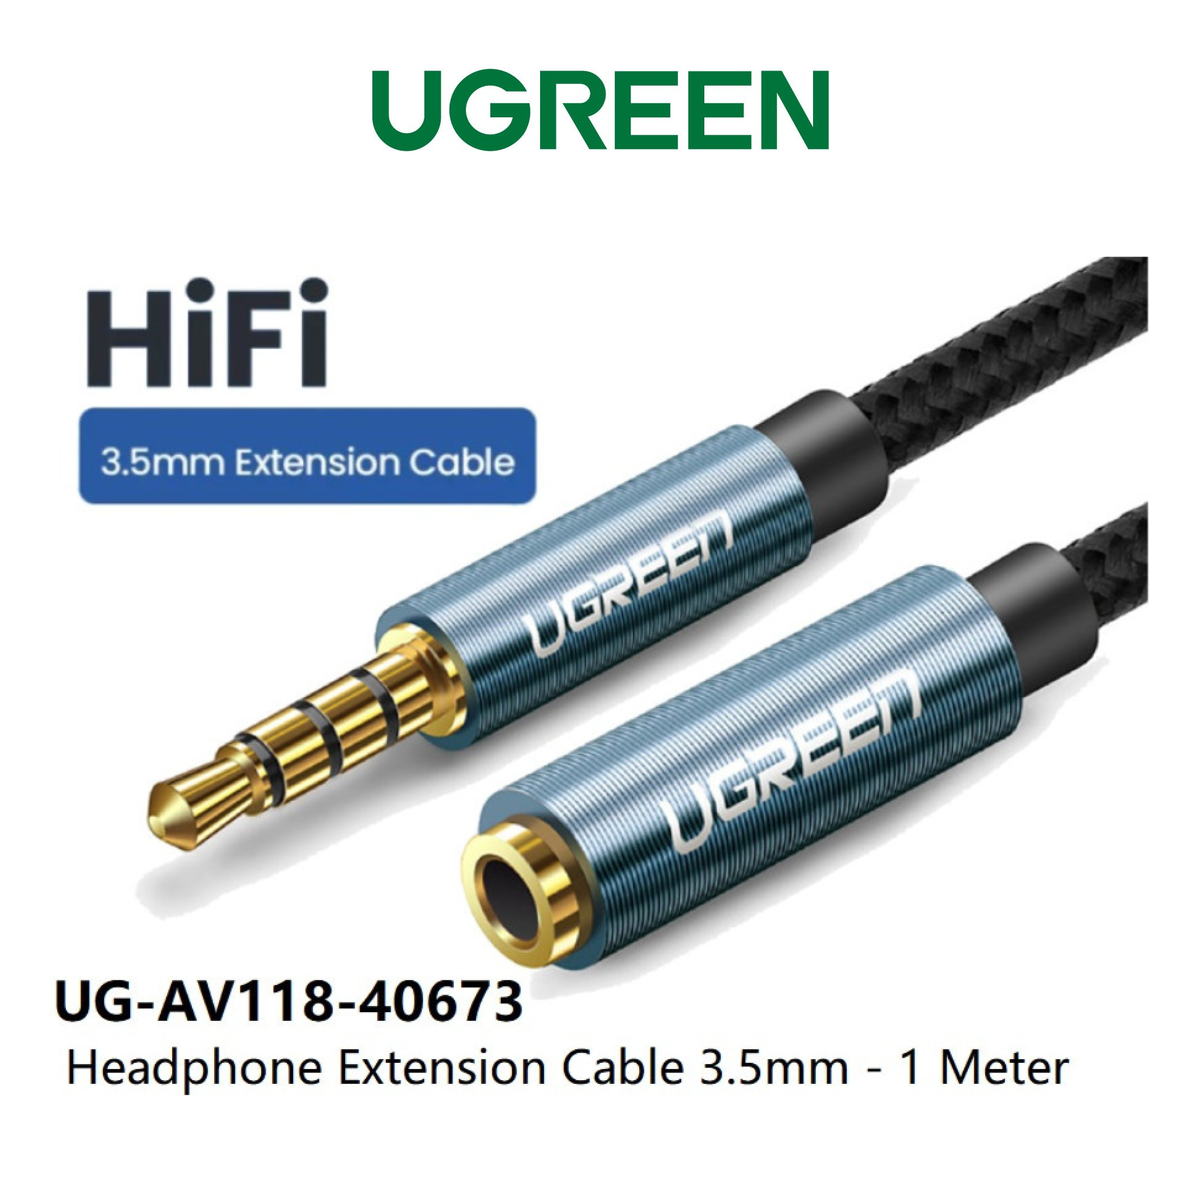 UGREEN
HiFi
3.5mm Extension Cable
UGREEN
UGREEN
UG-AV118-40673
Headphone Extension Cable 3.5mm - 1 Meter